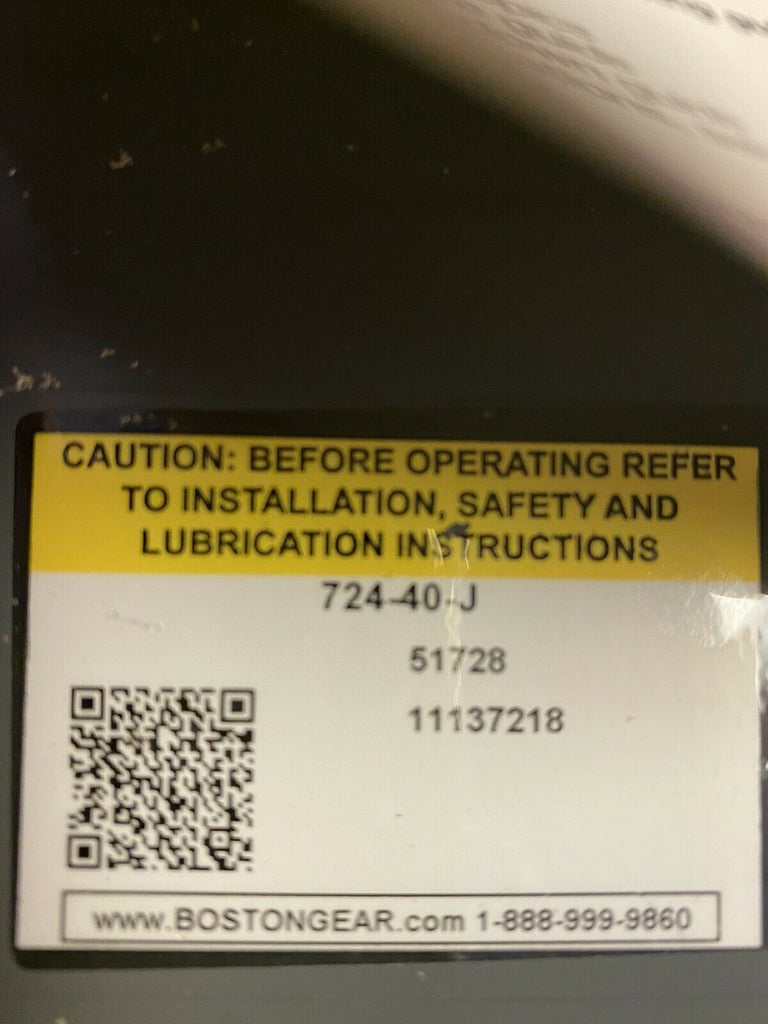 CAUTION: BEFORE OPERATING REFER
TO INSTALLATION, SAFETY AND
LUBRICATION INSTRUCTIONS
724-40-J
51728
11137218
www.BOSTONGEAR.com 1-888-999-9860